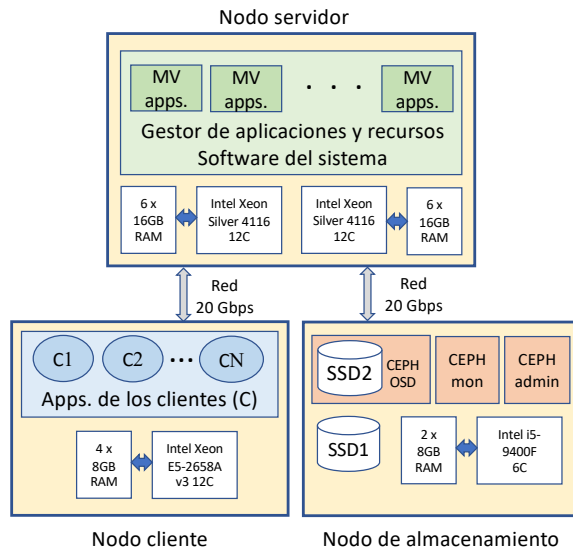 Nodo servidor
MV
apps.
MV
apps.
. . .
MV
apps.
Gestor de aplicaciones y recursos
Software del sistema
6 x
16GB
RAM
Intel Xeon
Silver 4116
12C
Intel Xeon
Silver 4116
12C
6 x
16GB
RAM
Red
20 Gbps
Red
20 Gbps
C1
C2
...
CN
Apps. de los clientes (C)
4 x
8GB
RAM
Intel Xeon
E5-2658A
v3 12C
Nodo cliente
SSD2
CEPH
OSD
CEPH
mon
CEPH
admin
SSD1
2 x
8GB
RAM
Intel i5-
9400F
6C
Nodo de almacenamiento